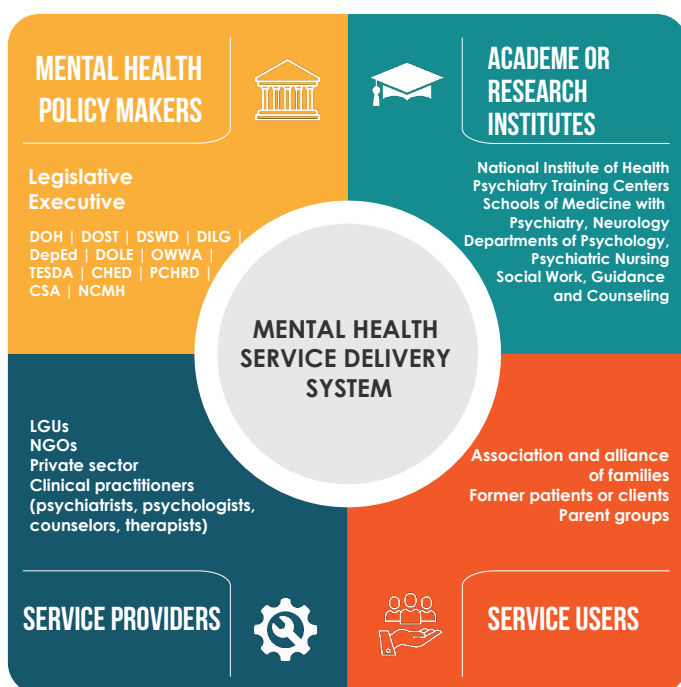 MENTAL HEALTH
POLICY MAKERS
Legislative
Executive
DOH | DOST | DSWD | DILG |
DepEd | DOLE | OWWA |
TESDA | CHED | PCHRD |
CSA | NCMH
ACADEME OR
RESEARCH
INSTITUTES
National Institute of Health
Psychiatry Training Centers
Schools of Medicine with
Psychiatry, Neurology
Departments of Psychology,
Psychiatric Nursing
Social Work, Guidance
and Counseling
MENTAL HEALTH
SERVICE DELIVERY
SYSTEM
LGUs
NGOs
Private sector
Clinical practitioners
(psychiatrists, psychologists,
counselors, therapists)
SERVICE PROVIDERS
Association and alliance
of families
Former patients or clients
Parent groups
SERVICE USERS